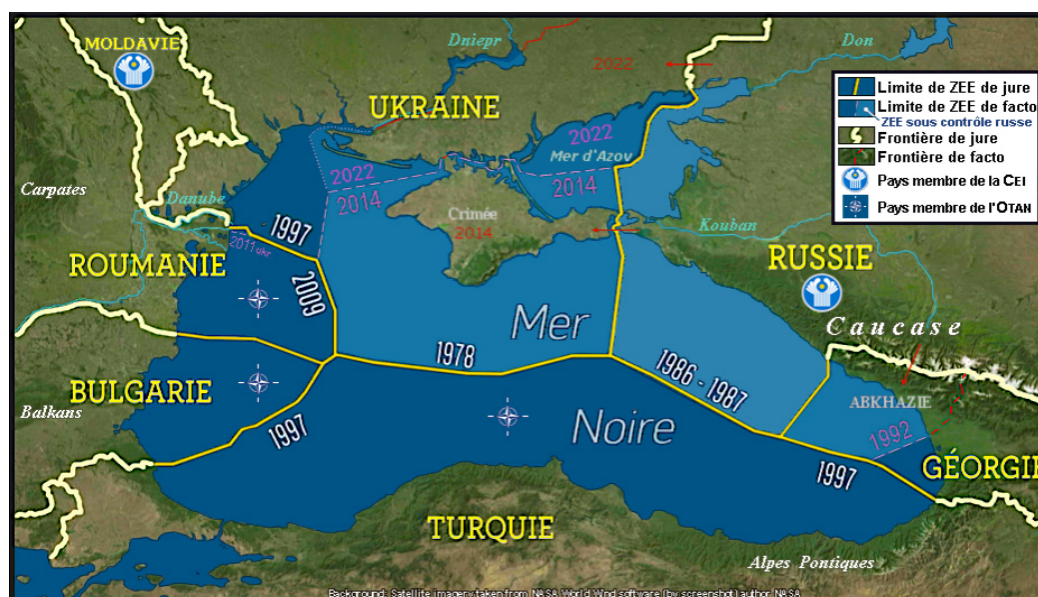 MOLDAVIE
Dniepr
Don
2022
UKRAINE
Limite de ZEE de jure
Limite de ZEE de facto
ZEE sous contrôle russe
Frontière de jure
Frontière de facto
Pays membre de la CEI
Pays membre de l'OTAN
2022
Mer d'Azov
2022
2014
2014
Carpates
Danube
Crimée
2014
Kouban
1997
2011 ukr
ROUMANIE
RUSSIE
2009
Mer
Caucase
1978
1986 - 1987
BULGARIE
ABKHAZIE
Balkans
1997
Noire
1992
1997
GÉORGIE
TURQUIE
Alpes Pontiques
Background: Satellite imagery taken from NASA World Wind software (by screenshot) author NASA